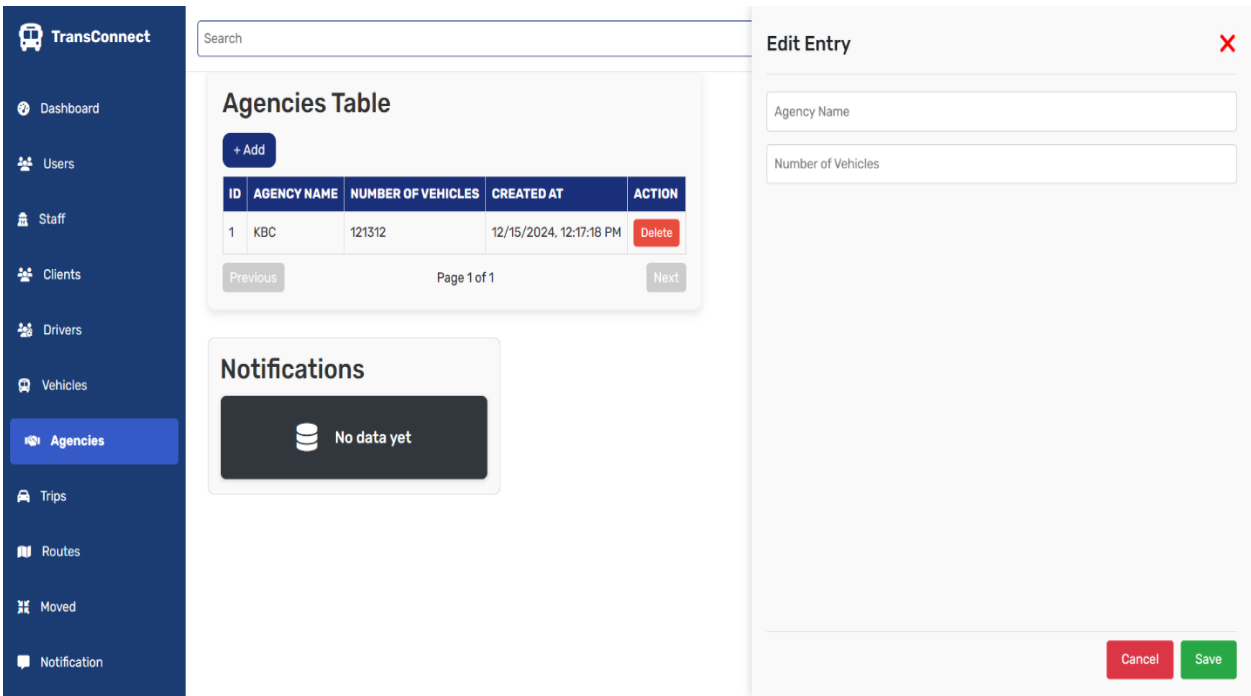 TransConnect
Dashboard
Users
Staff
Clients
Drivers
Vehicles
Agencies
Trips
Routes
Moved
Notification
Search
Agencies Table
+ Add
ID AGENCY NAME NUMBER OF VEHICLES CREATED AT ACTION
1 KBC 121312 12/15/2024, 12:17:18 PM Delete
Previous Page 1 of 1 Next
Notifications
No data yet
Edit Entry
Agency Name
Number of Vehicles
Cancel Save